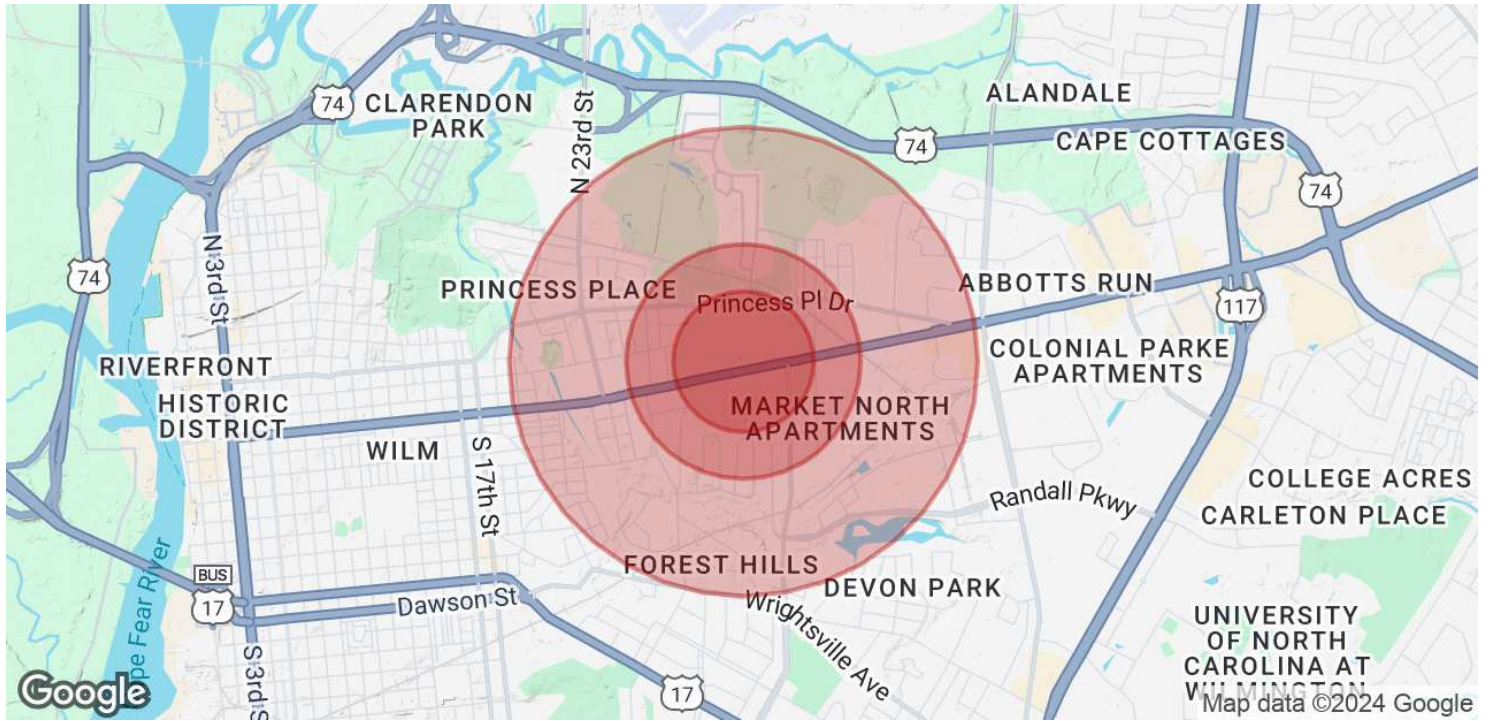 74
CLARENDON
PARK
N 23rd St
ALANDALE
74
CAPE COTTAGES
74
N 3rd St
74
PRINCESS PLACE
Princess Pl Dr
ABBOTTS RUN
117
RIVERFRONT
COLONIAL PARKE
APARTMENTS
HISTORIC
DISTRICT
MARKET NORTH
APARTMENTS
WILM
S 17th St
COLLEGE ACRES
Randall Pkwy
CARLETON PLACE
FOREST HILLS
DEVON PARK
BUS
17
Dawson St
Wrightsville Ave
pe Fear River
UNIVERSITY
OF NORTH
CAROLINA AT
WILMINGTON
S 3rd S
17
Google
Map data ©2024 Google